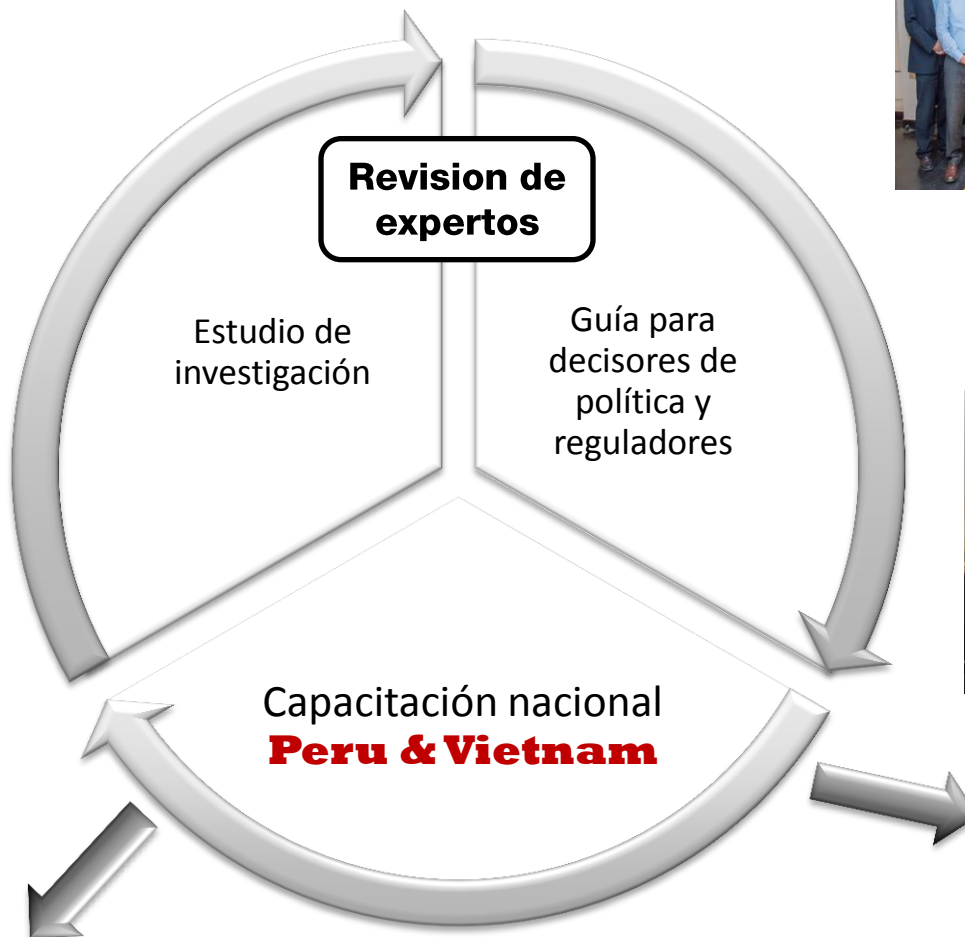 Revision de
expertos
Estudio de
investigación
Guía para
decisores de
política y
reguladores
Capacitación nacional
Peru & Vietnam